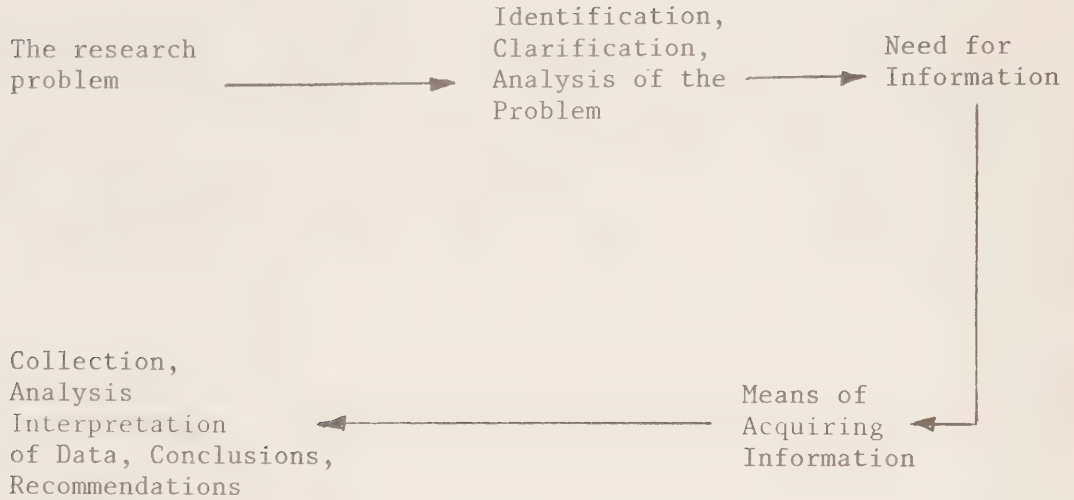 The research
problem
Identification,
Clarification,
Analysis of the
Problem
Need for
Information
Means of
Acquiring
Information
Collection,
Analysis
Interpretation
of Data, Conclusions,
Recommendations